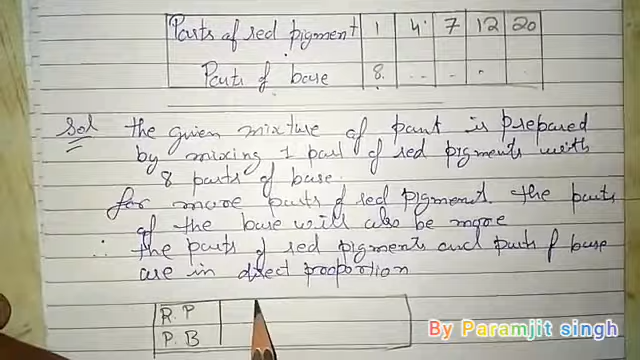 Parts of red pigment 1 4 7 12 20
Parts of base 8 .. . . .
Sol the given mixture of paint is prepared
by mixing 1 part of red pigments with
8 parts of base.
for more parts of red pigment the parts
of the base will also be more
∴ the parts of red pigments and parts of base
are in direct proportion
R.P
P.B
By Paramjit singh